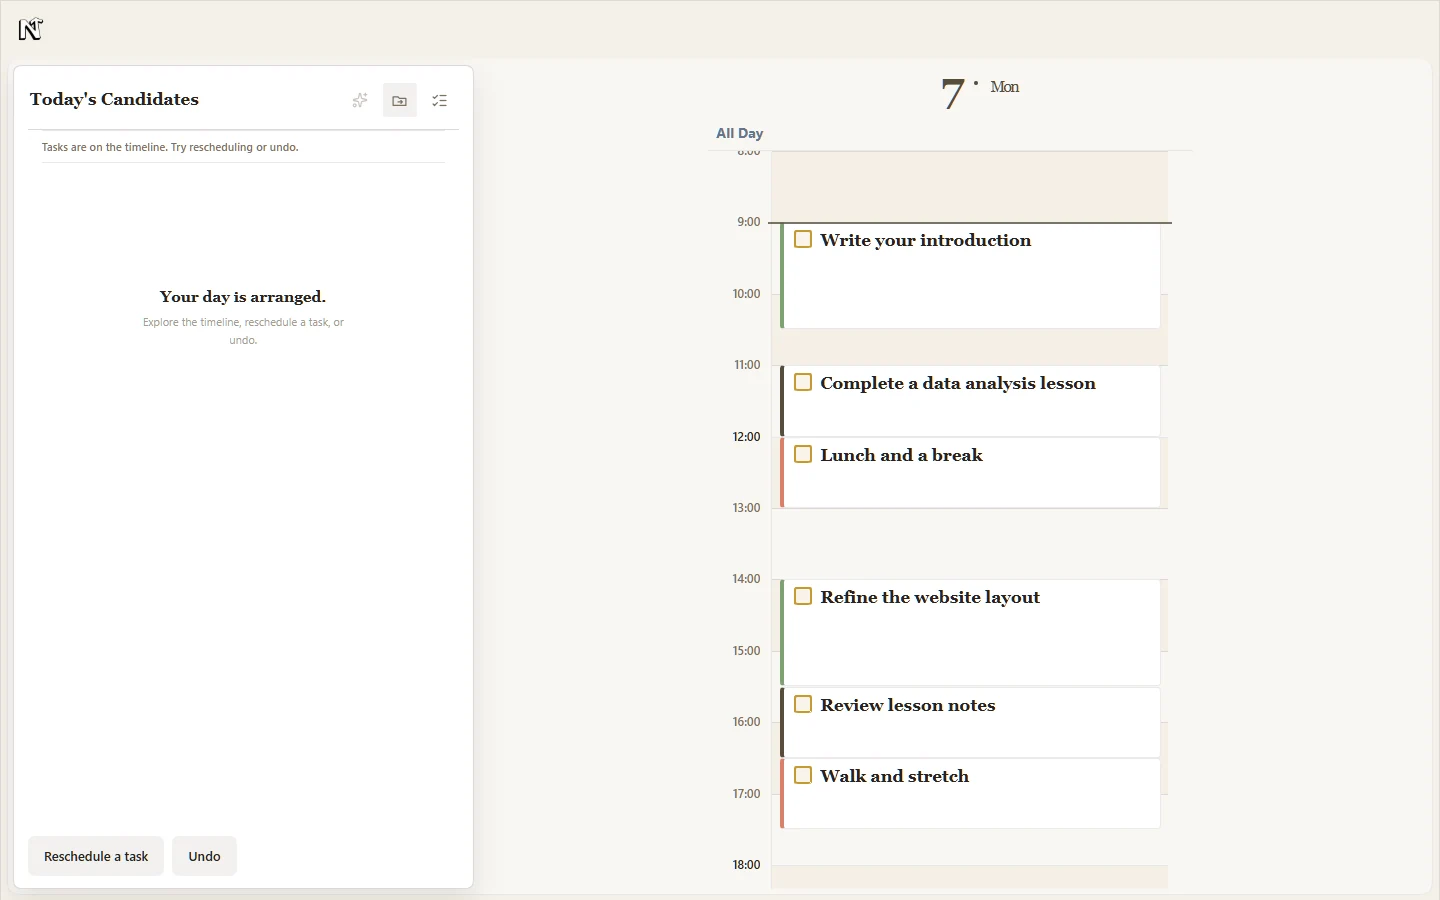 Today's Candidates
Tasks are on the timeline. Try rescheduling or undo.
Your day is arranged.
Explore the timeline, reschedule a task, or
undo.
Reschedule a task
Undo
7
Mon
All Day
8:00
9:00
Write your introduction
10:00
11:00
Complete a data analysis lesson
12:00
Lunch and a break
13:00
14:00
Refine the website layout
15:00
Review lesson notes
16:00
Walk and stretch
17:00
18:00